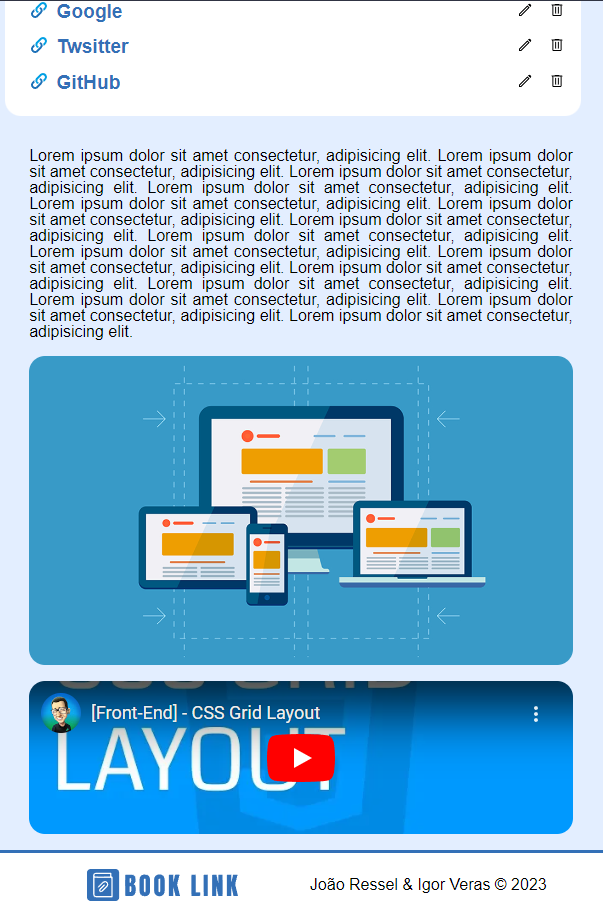 Google
Twsitter
GitHub
Lorem ipsum dolor sit amet consectetur, adipisicing elit. Lorem ipsum dolor
sit amet consectetur, adipisicing elit. Lorem ipsum dolor sit amet consectetur,
adipisicing elit. Lorem ipsum dolor sit amet consectetur, adipisicing elit.
Lorem ipsum dolor sit amet consectetur, adipisicing elit. Lorem ipsum dolor
sit amet consectetur, adipisicing elit. Lorem ipsum dolor sit amet consectetur,
adipisicing elit. Lorem ipsum dolor sit amet consectetur, adipisicing elit.
Lorem ipsum dolor sit amet consectetur, adipisicing elit. Lorem ipsum dolor
sit amet consectetur, adipisicing elit. Lorem ipsum dolor sit amet consectetur,
adipisicing elit. Lorem ipsum dolor sit amet consectetur, adipisicing elit.
Lorem ipsum dolor sit amet consectetur, adipisicing elit. Lorem ipsum dolor
sit amet consectetur, adipisicing elit. Lorem ipsum dolor sit amet consectetur,
adipisicing elit.
CSS GRID
[Front-End] - CSS Grid Layout
LAYOUT
BOOK LINK
João Ressel & Igor Veras © 2023